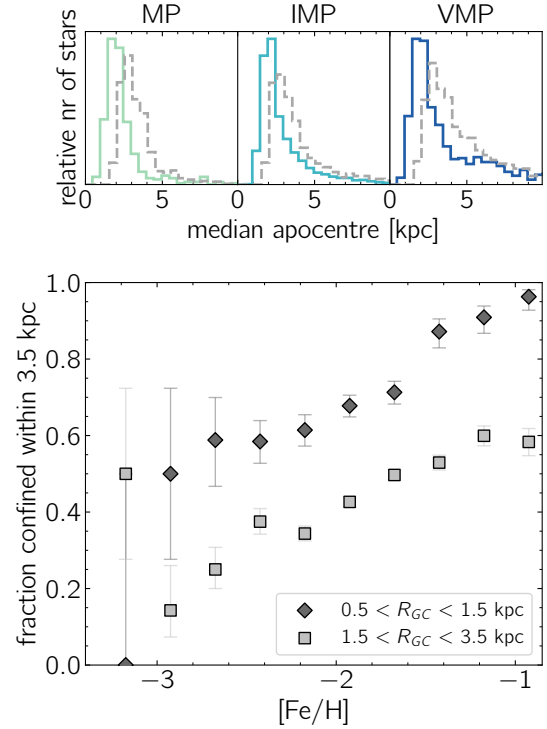 MP IMP VMP
relative nr of stars
0 5 0 5 0 5
median apocentre [kpc]
fraction confined within 3.5 kpc
1.0
0.8
0.6
0.4
0.2
0.0
0.5 < R_GC < 1.5 kpc
1.5 < R_GC < 3.5 kpc
−3 −2 −1
[Fe/H]